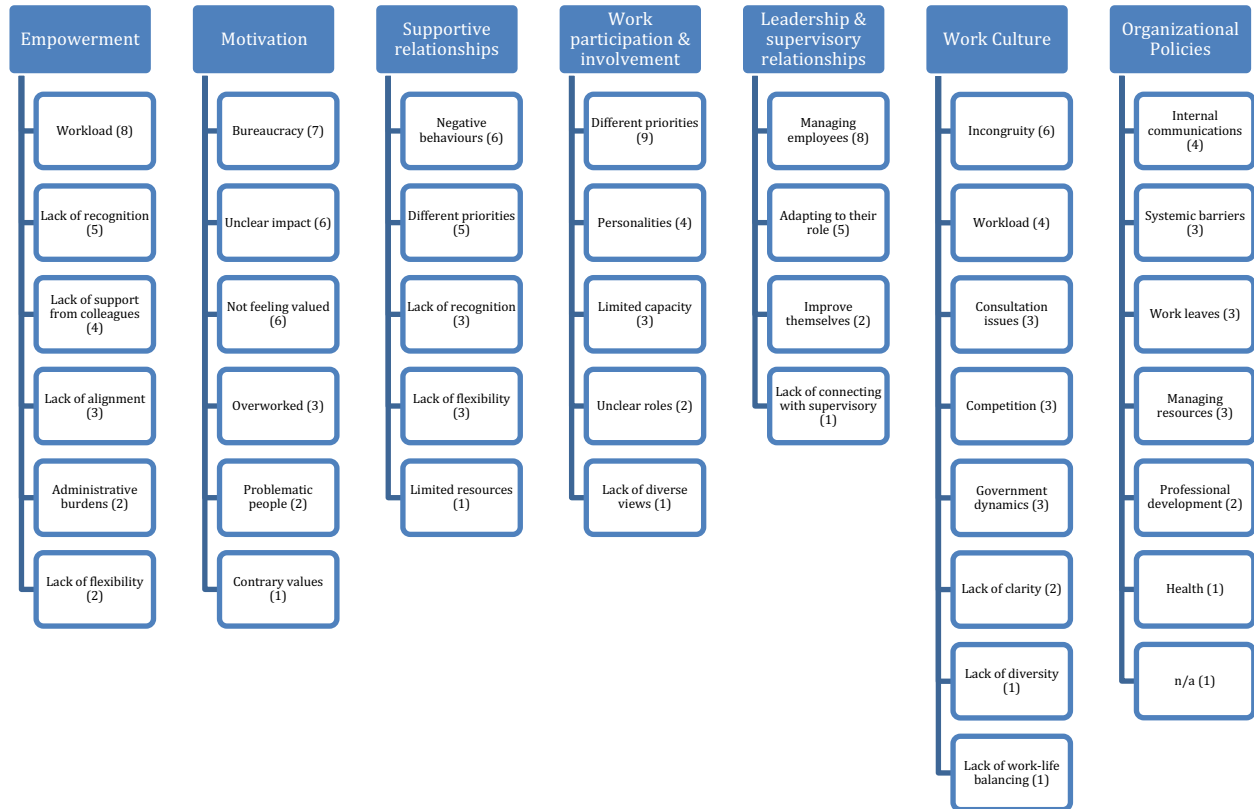 Empowerment
Workload (8)
Lack of recognition
(5)
Lack of support
from colleagues
(4)
Lack of alignment
(3)
Administrative
burdens (2)
Lack of flexibility
(2)
Motivation
Bureaucracy (7)
Unclear impact (6)
Not feeling valued
(6)
Overworked (3)
Problematic
people (2)
Contrary values
(1)
Supportive
relationships
Negative
behaviours (6)
Different priorities
(5)
Lack of recognition
(3)
Lack of flexibility
(3)
Limited resources
(1)
Work
participation &
involvement
Different priorities
(9)
Personalities (4)
Limited capacity
(3)
Unclear roles (2)
Lack of diverse
views (1)
Leadership &
supervisory
relationships
Managing
employees (8)
Adapting to their
role (5)
Improve
themselves (2)
Lack of connecting
with supervisory
(1)
Work Culture
Incongruity (6)
Workload (4)
Consultation
issues (3)
Competition (3)
Government
dynamics (3)
Lack of clarity (2)
Lack of diversity
(1)
Lack of work-life
balancing (1)
Organizational
Policies
Internal
communications
(4)
Systemic barriers
(3)
Work leaves (3)
Managing
resources (3)
Professional
development (2)
Health (1)
n/a (1)